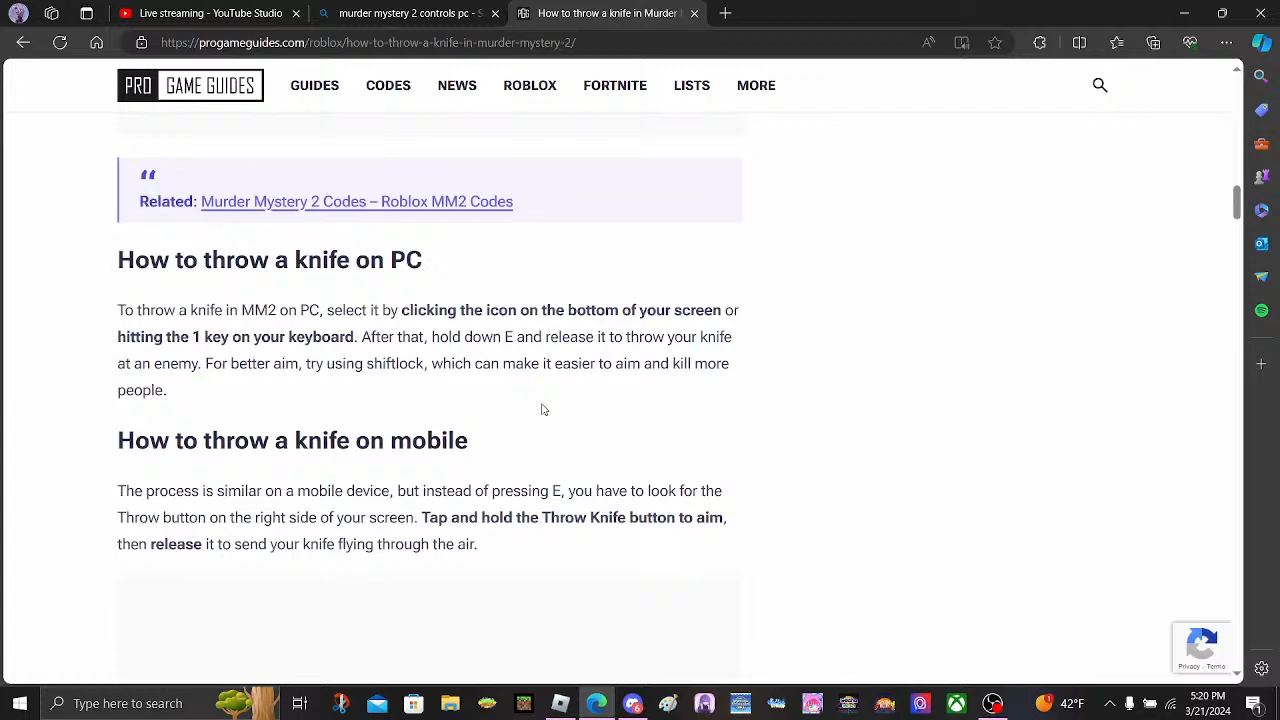 Live streaming - YouTube Studio
murder mystery 2 controls pc - S
How to throw a knife in Murder
https://progameguides.com/roblox/how-to-throw-a-knife-in-murder-mystery-2/
PRO GAME GUIDES
GUIDES
CODES
NEWS
ROBLOX
FORTNITE
LISTS
MORE
Related: Murder Mystery 2 Codes – Roblox MM2 Codes
How to throw a knife on PC
To throw a knife in MM2 on PC, select it by clicking the icon on the bottom of your screen or
hitting the 1 key on your keyboard. After that, hold down E and release it to throw your knife
at an enemy. For better aim, try using shiftlock, which can make it easier to aim and kill more
people.
How to throw a knife on mobile
The process is similar on a mobile device, but instead of pressing E, you have to look for the
Throw button on the right side of your screen. Tap and hold the Throw Knife button to aim,
then release it to send your knife flying through the air.
Privacy - Terms
Type here to search
42°F
5:20 PM
3/21/2024